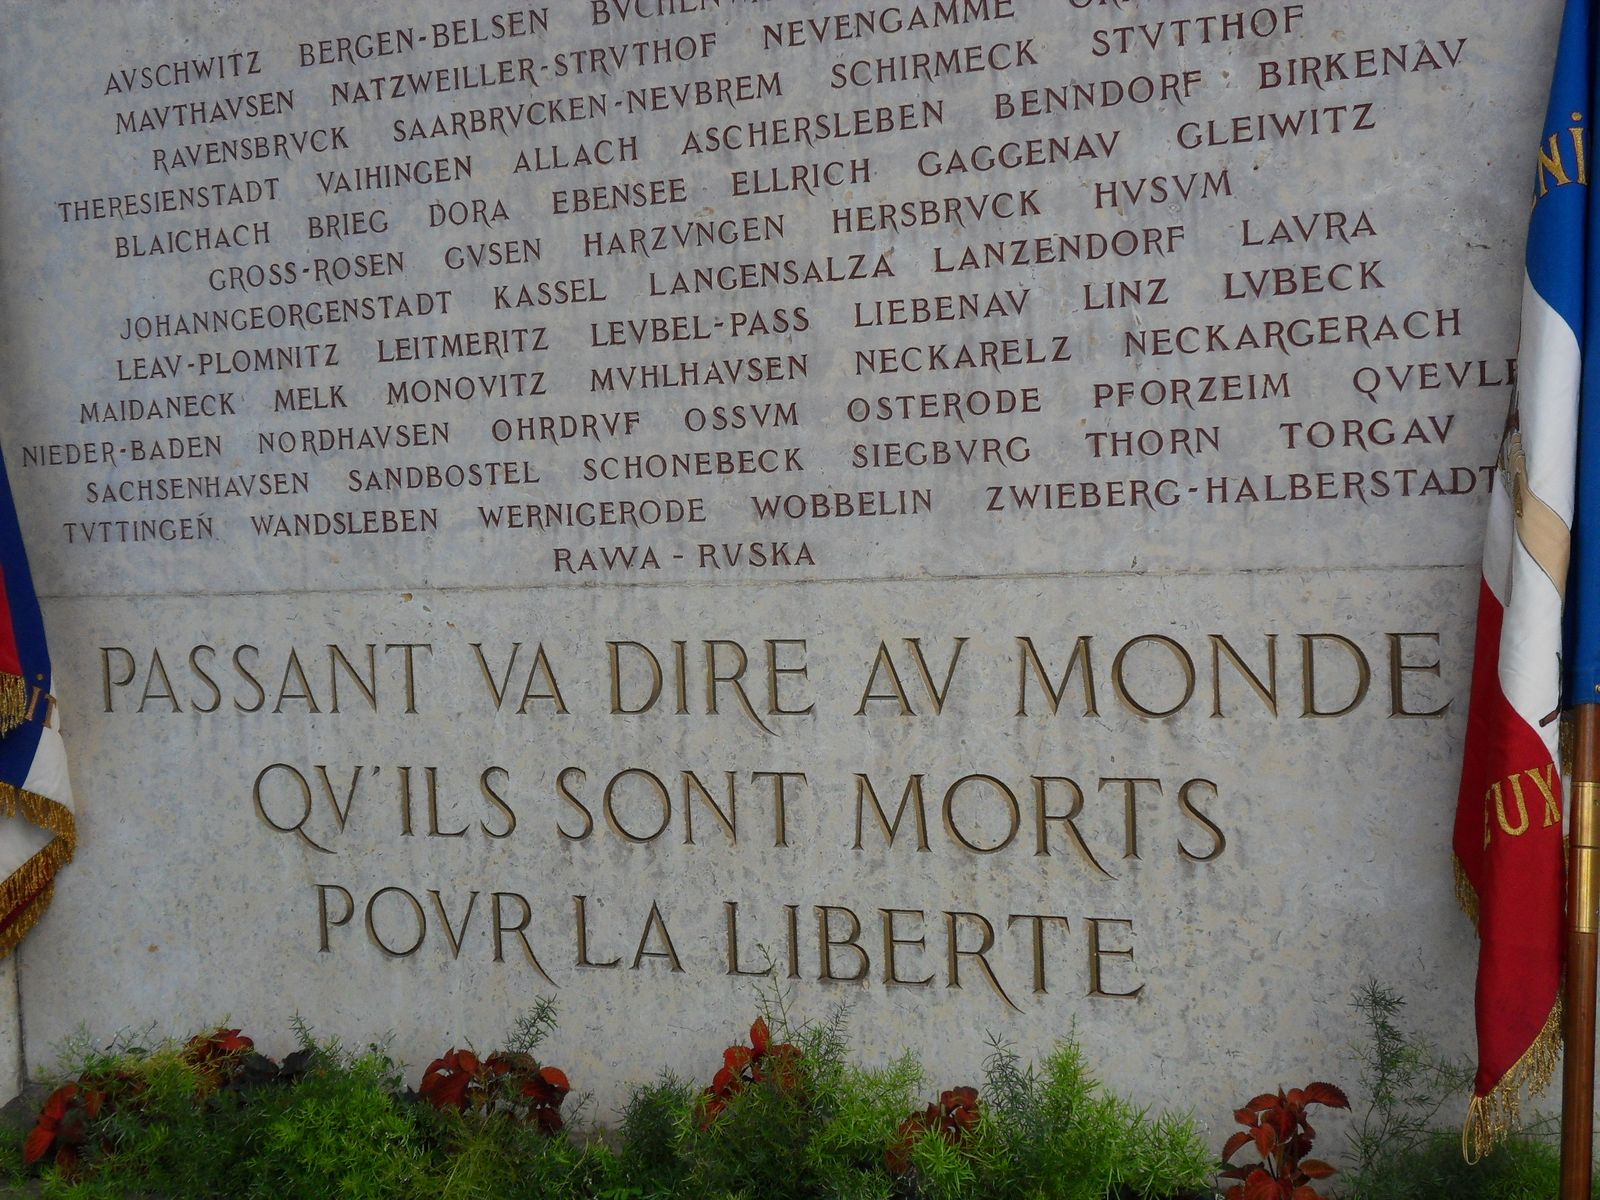 AVSCHWITZ BERGEN-BELSEN
MAVTHAVSEN NATZWEILLER-STRVTHOF NEVENGAMME
RAVENSBRVCK SAARBRVCKEN-NEVBREM SCHIRMECK STVTTHOF
THERESIENSTADT VAIHINGEN ALLACH ASCHERSLEBEN BENNDORF BIRKENAV
BLAICHACH BRIEG DORA EBENSEE ELLRICH GAGGENAV GLEIWITZ
GROSS-ROSEN GVSEN HARZVNGEN HERSBRVCK HVSVM
JOHANNGEORGENSTADT KASSEL LANGENSALZA LANZENDORF LAVRA
LEAV-PLOMNITZ LEITMERITZ LEVBEL-PASS LIEBENAV LINZ LVBECK
MAIDANECK MELK MONOVITZ MVHLHAVSEN NECKARELZ NECKARGERACH
NIEDER-BADEN NORDHAVSEN OHRDRVF OSSVM OSTERODE PFORZEIM
SACHSENHAVSEN SANDBOSTEL SCHONEBECK SIEGBVRG THORN TORGAV
TVTTINGEN WANDSLEBEN WERNIGERODE WOBBELIN ZWIEBERG-HALBERSTADT
RAWA - RVSKA
PASSANT VA DIRE AV MONDE
QV'ILS SONT MORTS
POVR LA LIBERTE